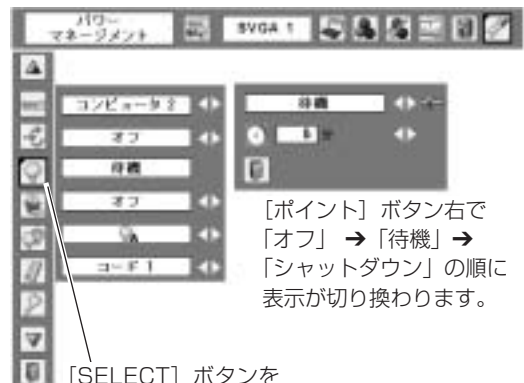 パワー
マネージメント
SVGA 1
コンピュータ2
オフ
待機
オフ
コード 1
待機
5 分
［ポイント］ボタン右で
「オフ」➔「待機」➔
「シャットダウン」の順に
表示が切り換わります。
［SELECT］ボタンを